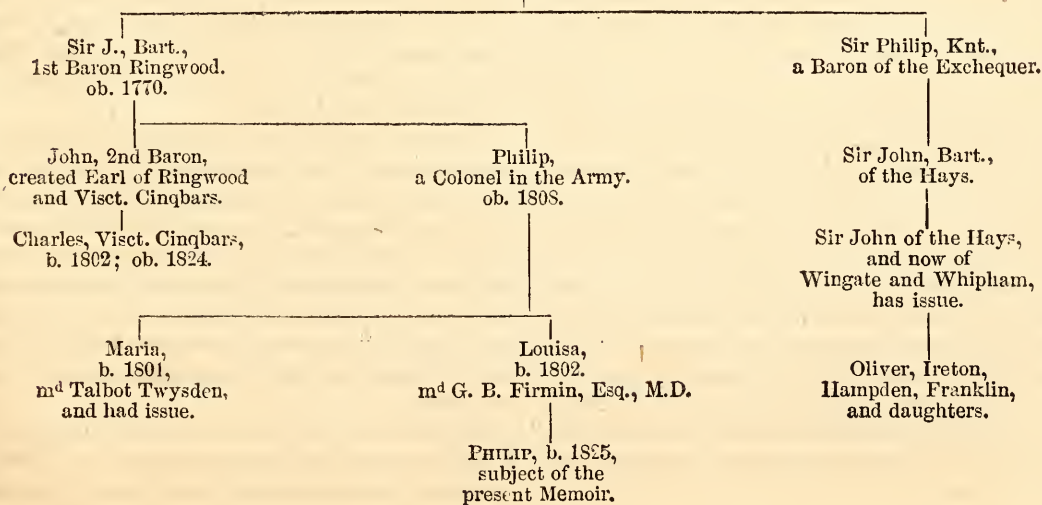 Sir J., Bart.,
1st Baron Ringwood.
ob. 1770.
Sir Philip, Knt.,
a Baron of the Exchequer.
John, 2nd Baron,
created Earl of Ringwood
and Visct. Cinqbars.
Philip,
a Colonel in the Army.
ob. 1808.
Sir John, Bart.,
of the Hays.
Charles, Visct. Cinqbars,
b. 1802; ob. 1824.
Sir John of the Hays,
and now of
Wingate and Whipham,
has issue.
Maria,
b. 1801,
md Talbot Twysden,
and had issue.
Louisa,
b. 1802.
md G. B. Firmin, Esq., M.D.
Oliver, Ireton,
Hampden, Franklin,
and daughters.
PHILIP, b. 1825,
subject of the
present Memoir.